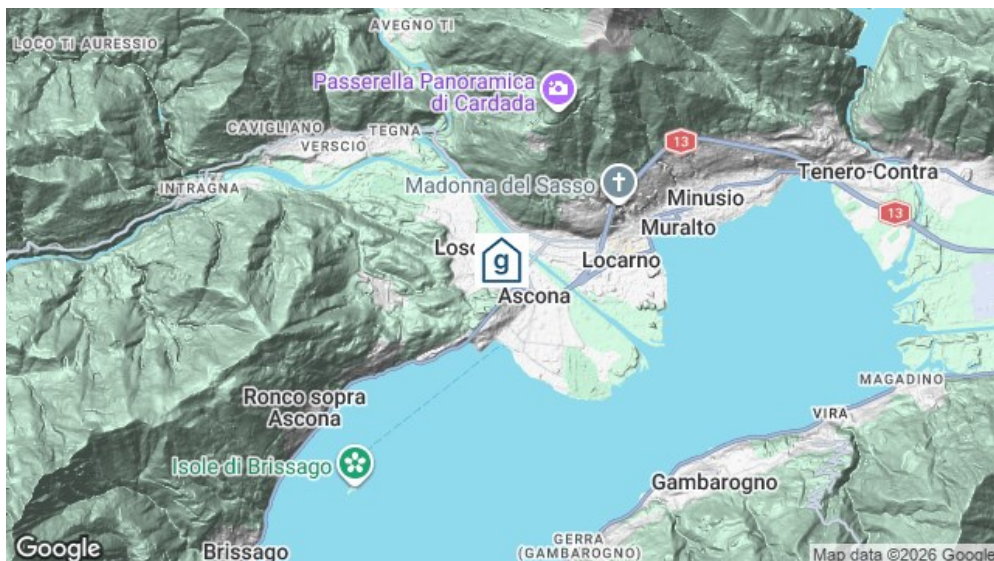 AVEGNO TI
LOCO TI AURESSIO
Passerella Panoramica
di Cardada
CAVIGLIANO
TEGNA
VERSCIO
13
Tenero-Contra
INTRAGNA
Madonna del Sasso
Minusio
13
Muralto
Loso
g
Locarno
Ascona
MAGADINO
Ronco sopra
Ascona
VIRA
Isole di Brissago
Gambarogno
GERRA
(GAMBAROGNO)
Brissago
Google
Map data ©2026 Google